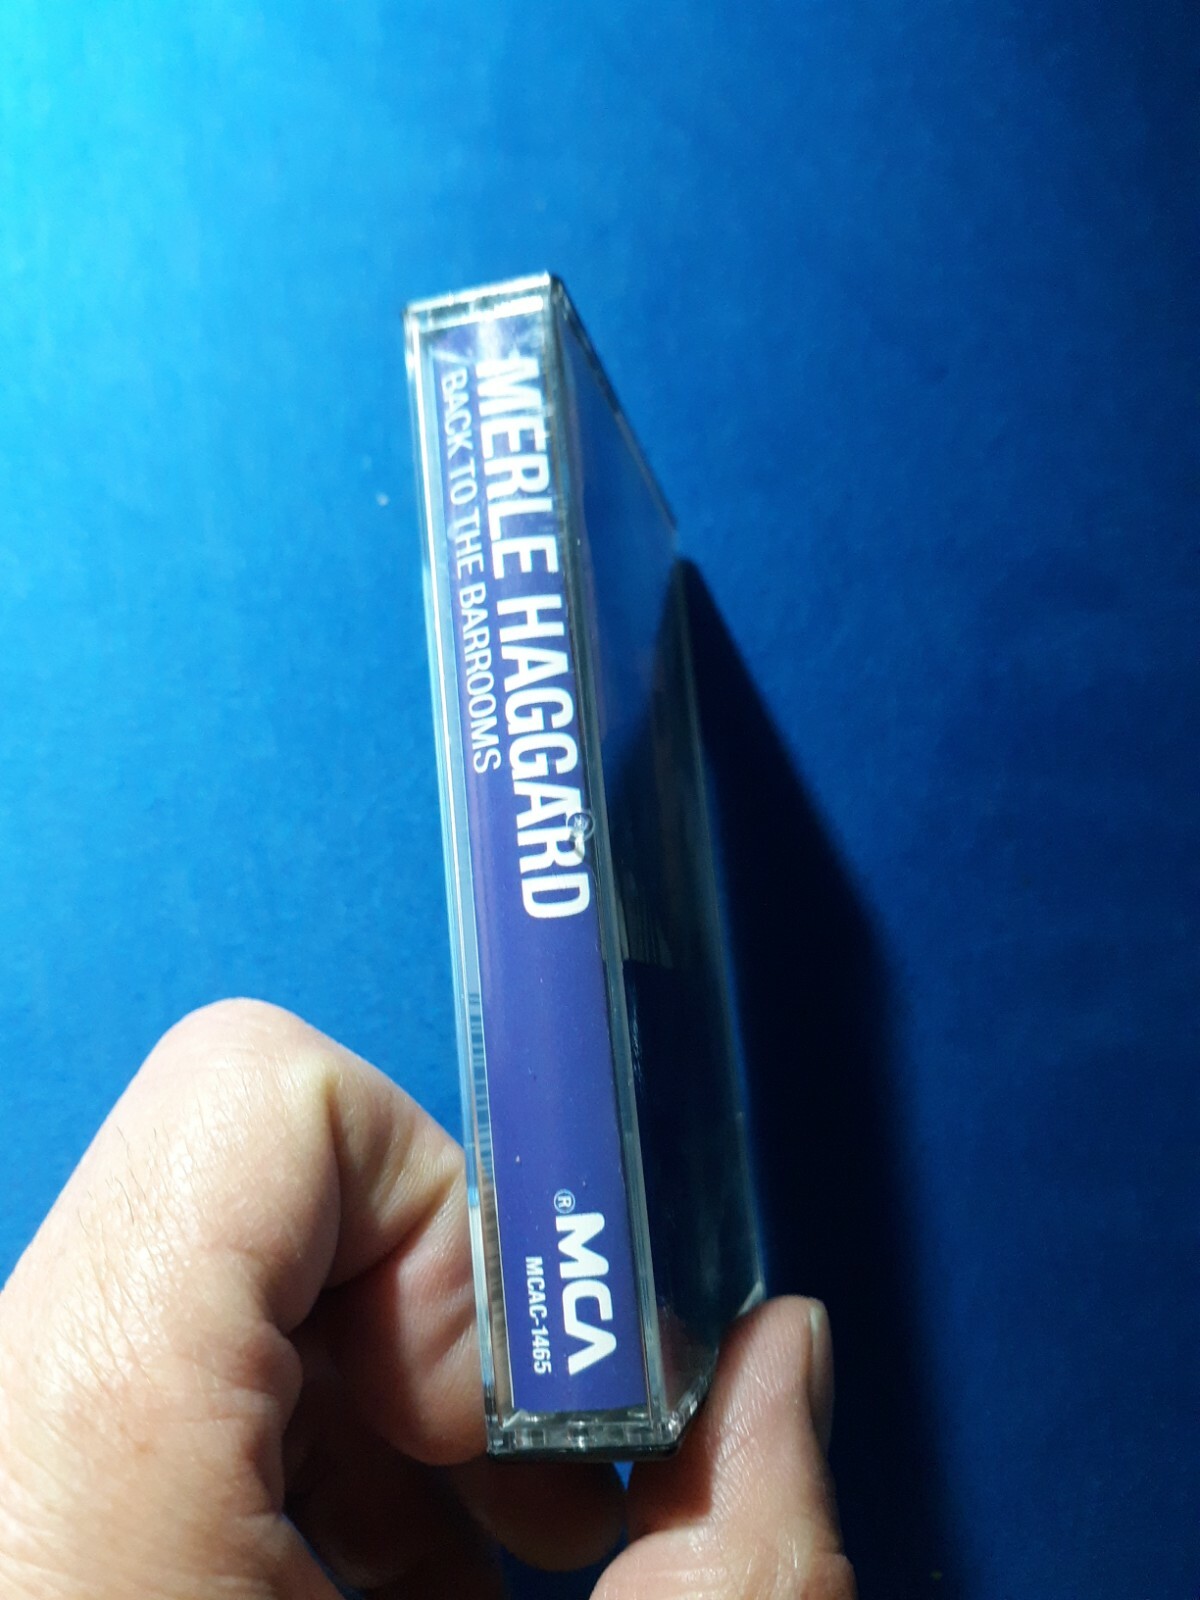 MERLE HAGGARD
BACK TO THE BARROOMS
MCA®
MCAC-1465